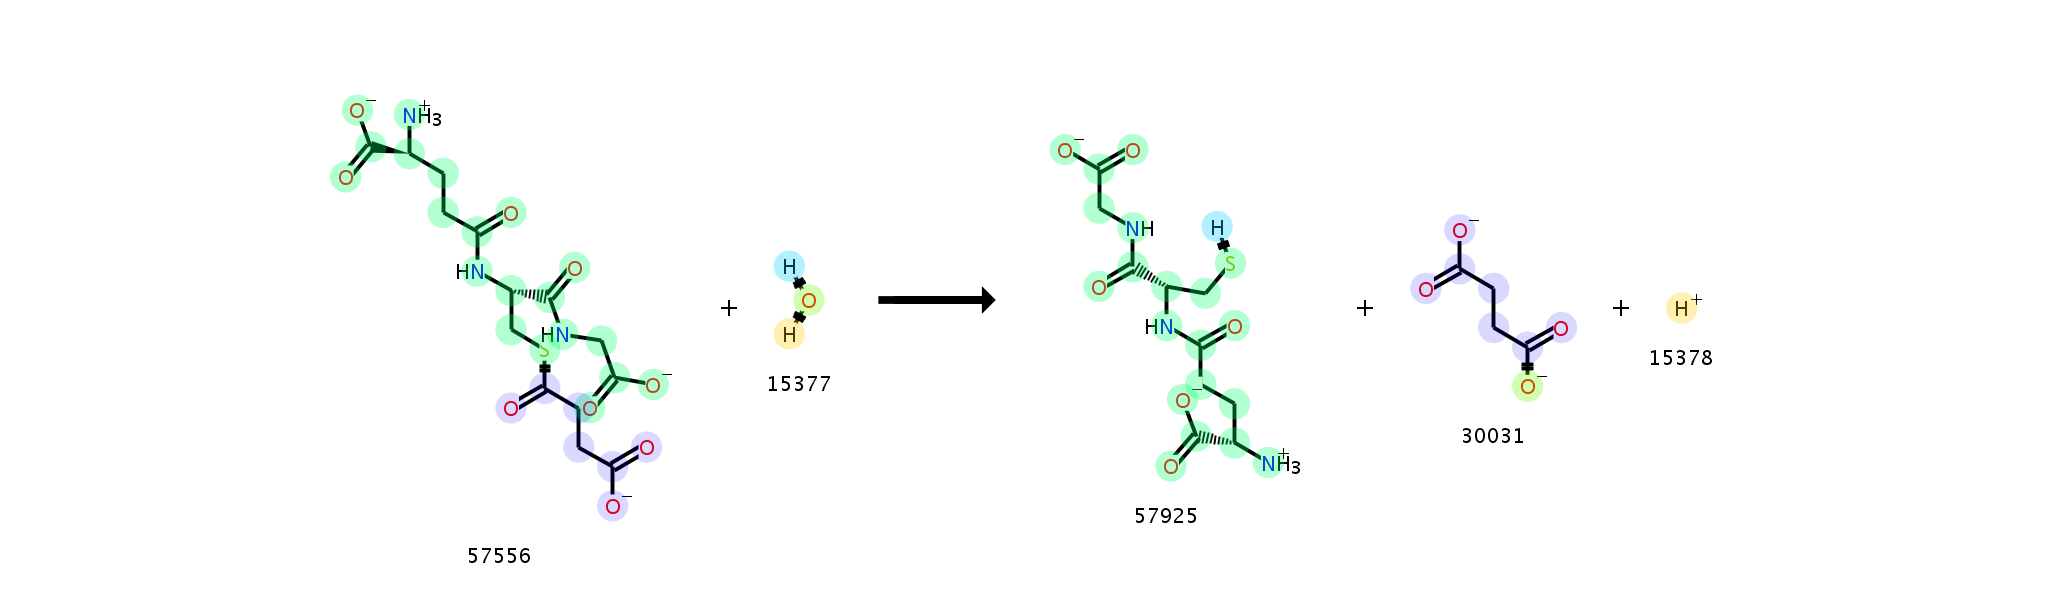 O⁻ NH₃⁺
O
O
HN O
HN
S
O O⁻
O
O
O⁻
57556
+
H
O
H
15377
O⁻ O
NH H
S
O
HN O
O⁻
O NH₃⁺
57925
+
O⁻
O O
O⁻
30031
+
H⁺
15378